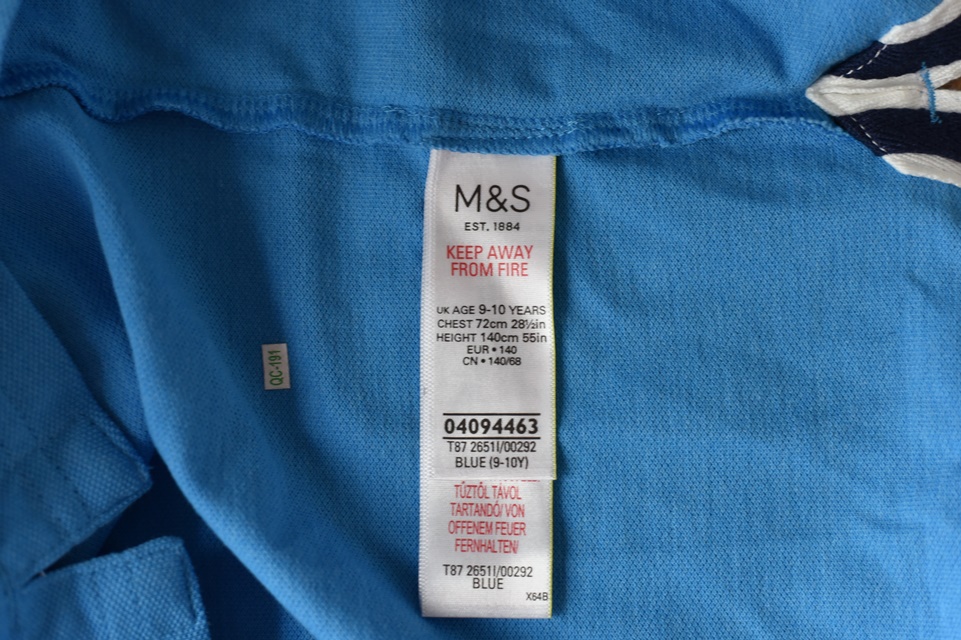 M&S
EST. 1884
KEEP AWAY
FROM FIRE
UK AGE 9-10 YEARS
CHEST 72cm 28½in
HEIGHT 140cm 55in
EUR • 140
CN • 140/68
QC-191
04094463
T87 2651I/00292
BLUE (9-10Y)
TŰZTŐL TÁVOL
TARTANDÓ/ VON
OFFENEM FEUER
FERNHALTEN/
T87 2651I/00292
BLUE
X64B